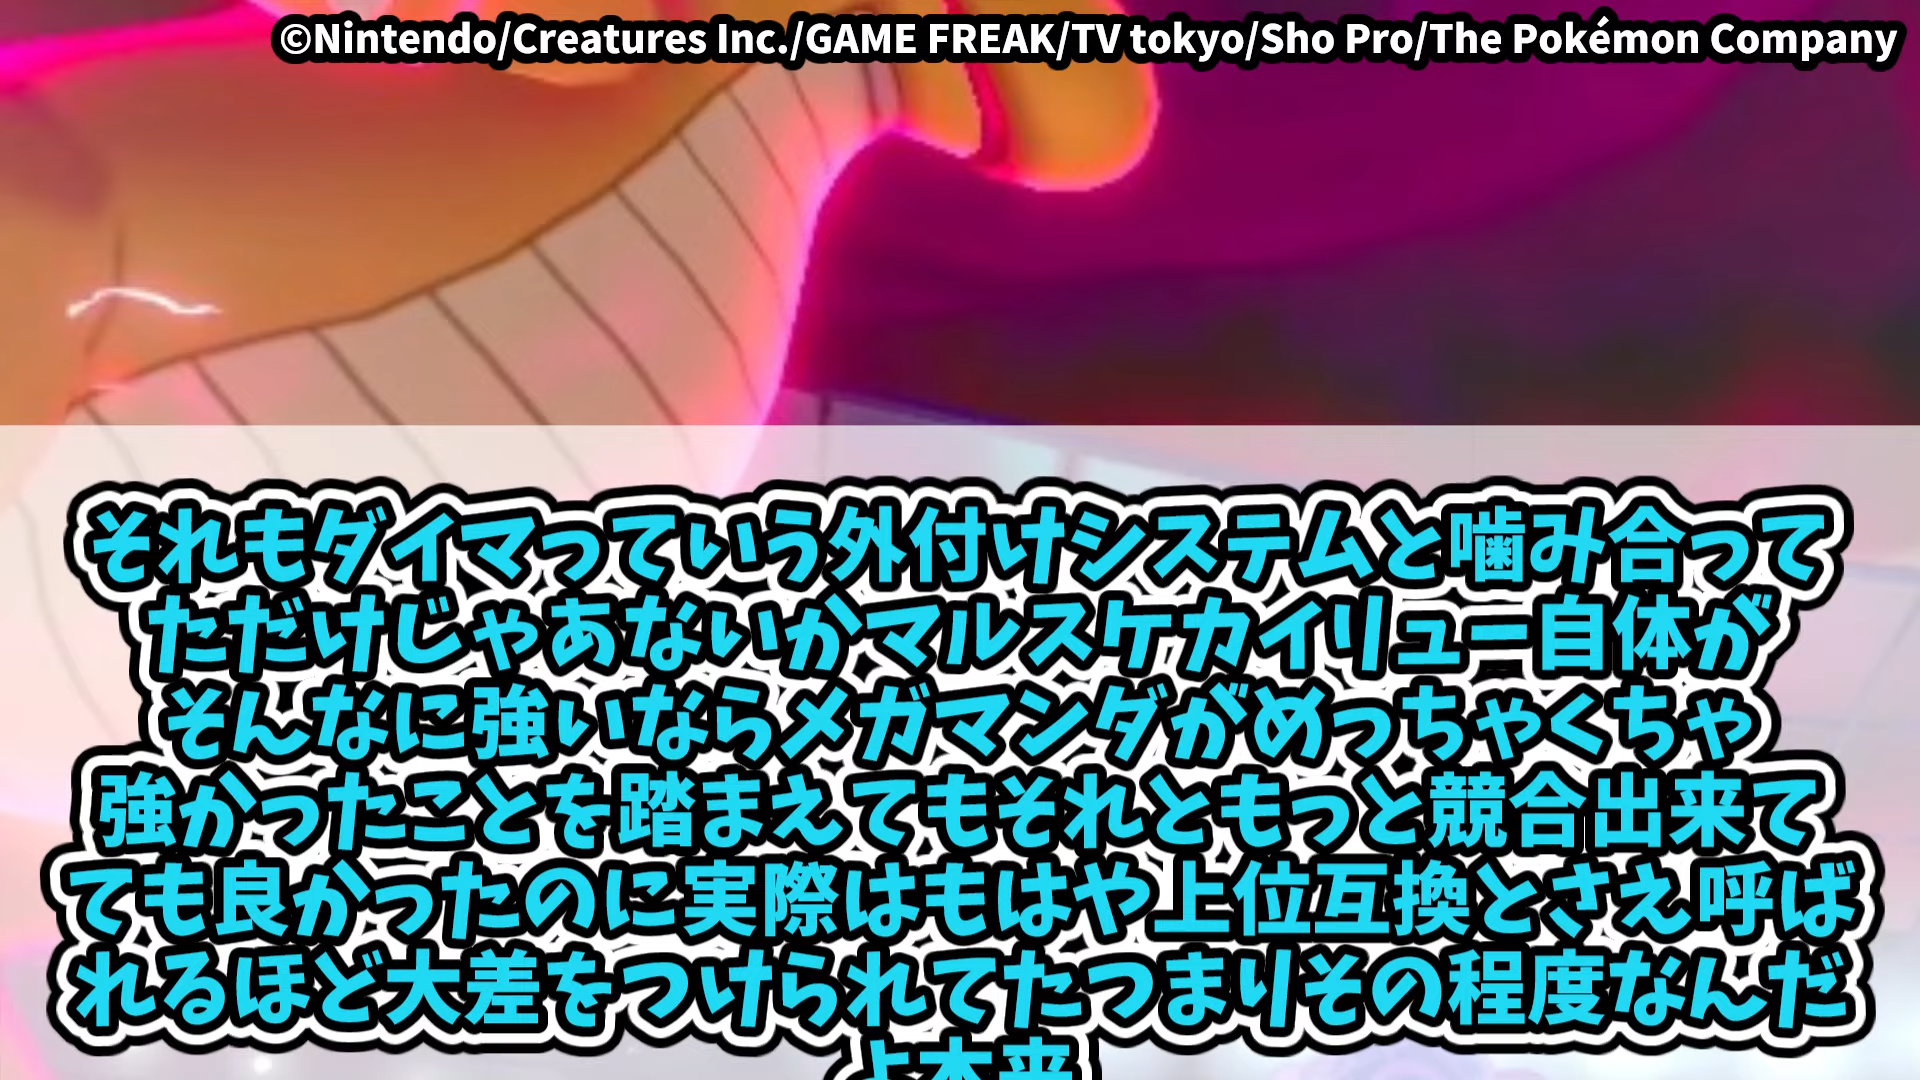 ©Nintendo/Creatures Inc./GAME FREAK/TV tokyo/Sho Pro/The Pokémon Company
それもダイマっていう外付けシステムと噛み合って
ただけじゃあないかマルスケカイリュー自体が
そんなに強いならメガマンダがめっちゃくちゃ
強かったことを踏まえてもそれともっと競合出来て
ても良かったのに実際はもはや上位互換とさえ呼ば
れるほど大差をつけられてたつまりその程度なんだ
よ本来